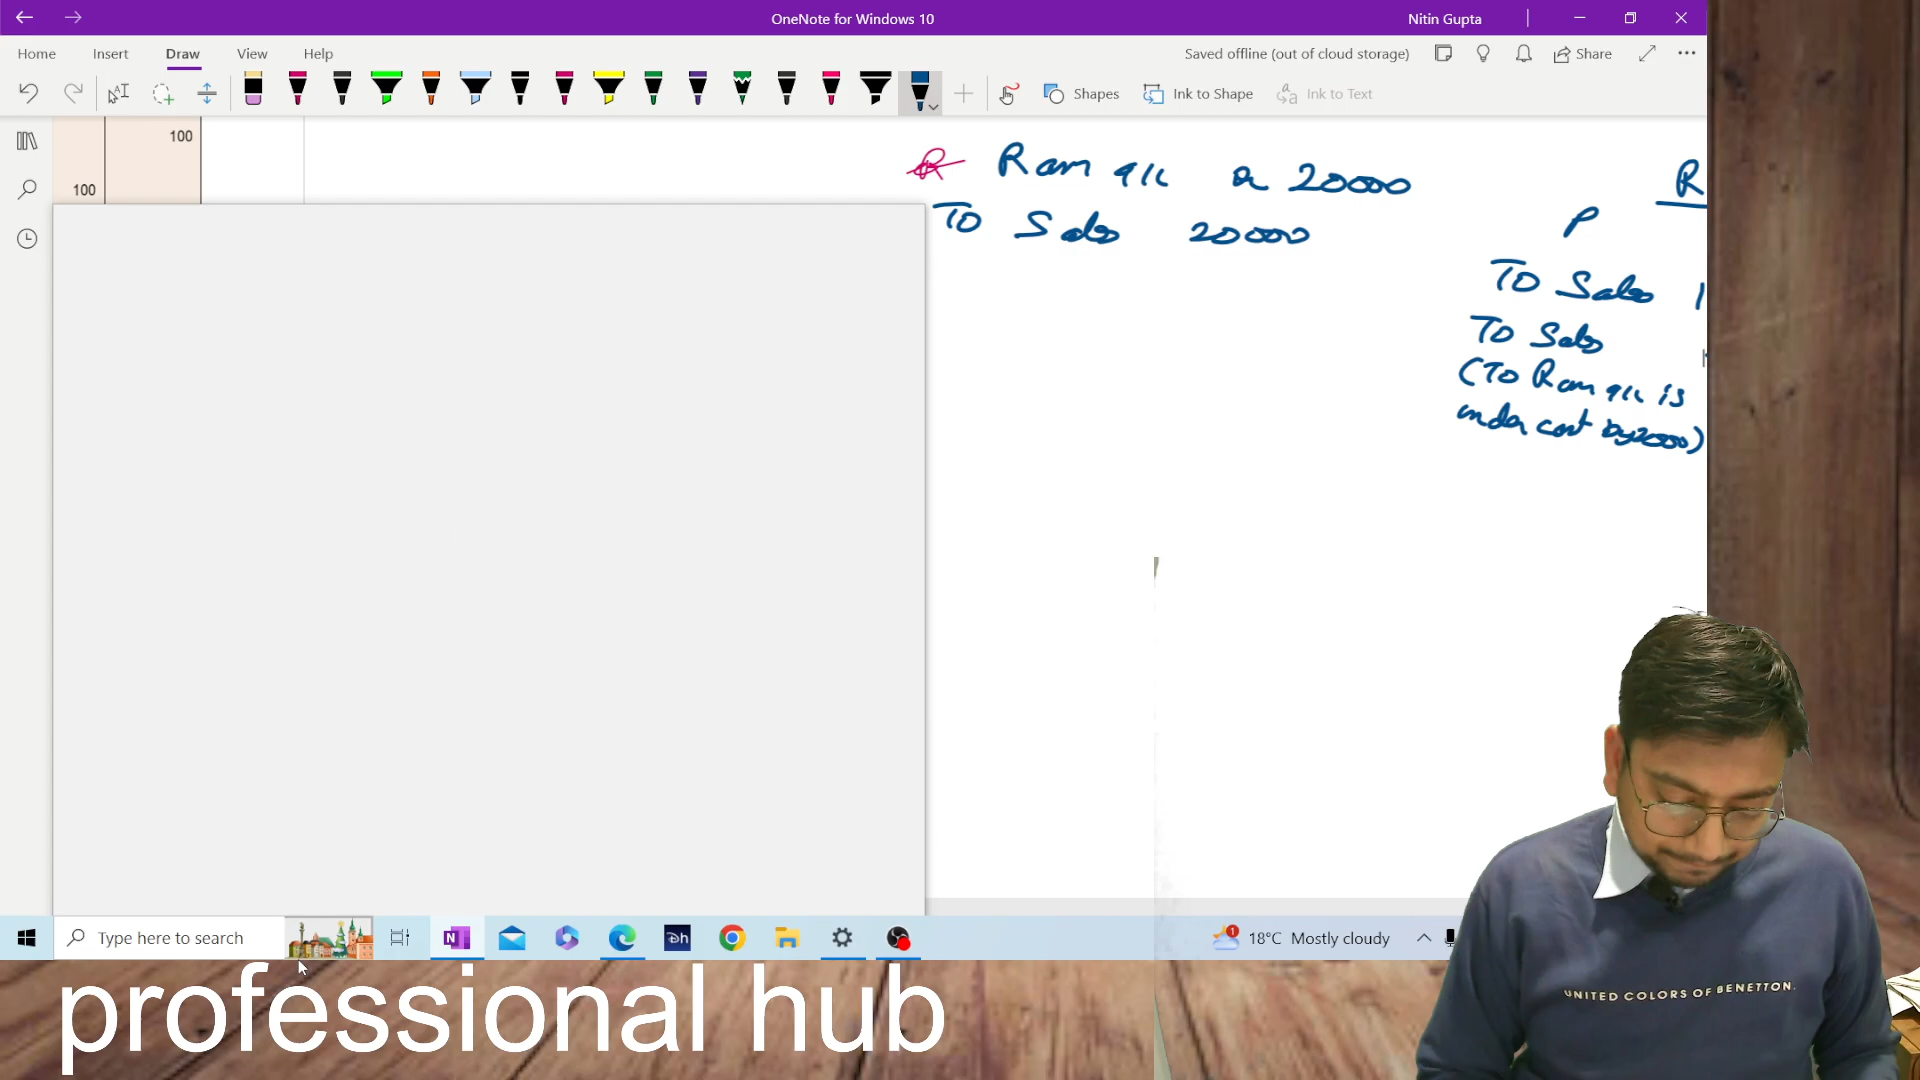 OneNote for Windows 10
Nitin Gupta
Home Insert Draw View Help
Saved offline (out of cloud storage)
Share
Shapes
Ink to Shape
Ink to Text
100
100
R Ram a/c Dr 20000
To Sales 20000
R
P
To Sales 1
To Sales
(To Ram a/c is
under cast by 2000)
Type here to search
Dh
1
18°C Mostly cloudy
UNITED COLORS OF BENETTON.
professional hub